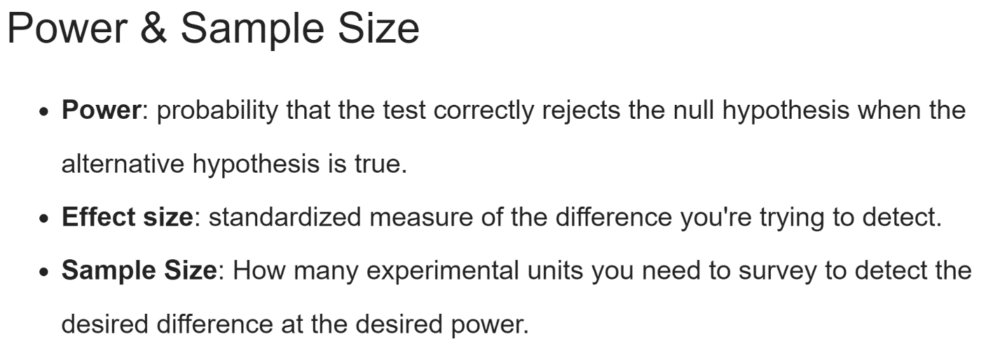 Power & Sample Size
• Power: probability that the test correctly rejects the null hypothesis when the
alternative hypothesis is true.
• Effect size: standardized measure of the difference you're trying to detect.
• Sample Size: How many experimental units you need to survey to detect the
desired difference at the desired power.